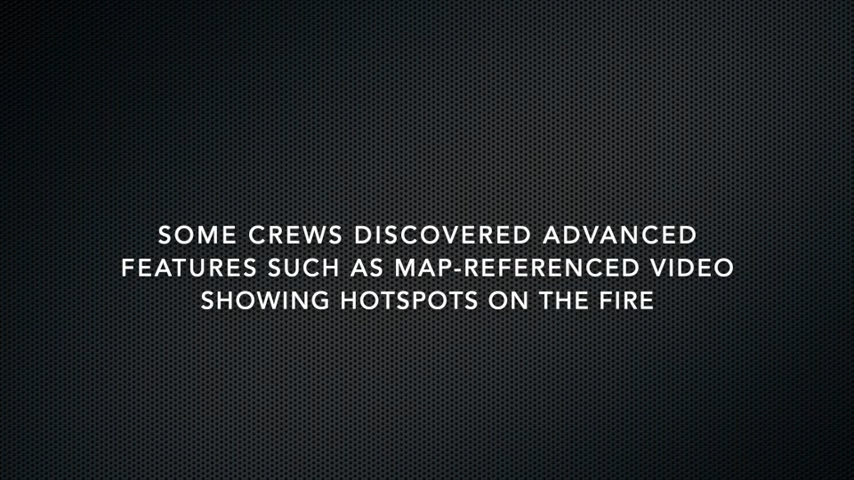 SOME CREWS DISCOVERED ADVANCED
FEATURES SUCH AS MAP-REFERENCED VIDEO
SHOWING HOTSPOTS ON THE FIRE